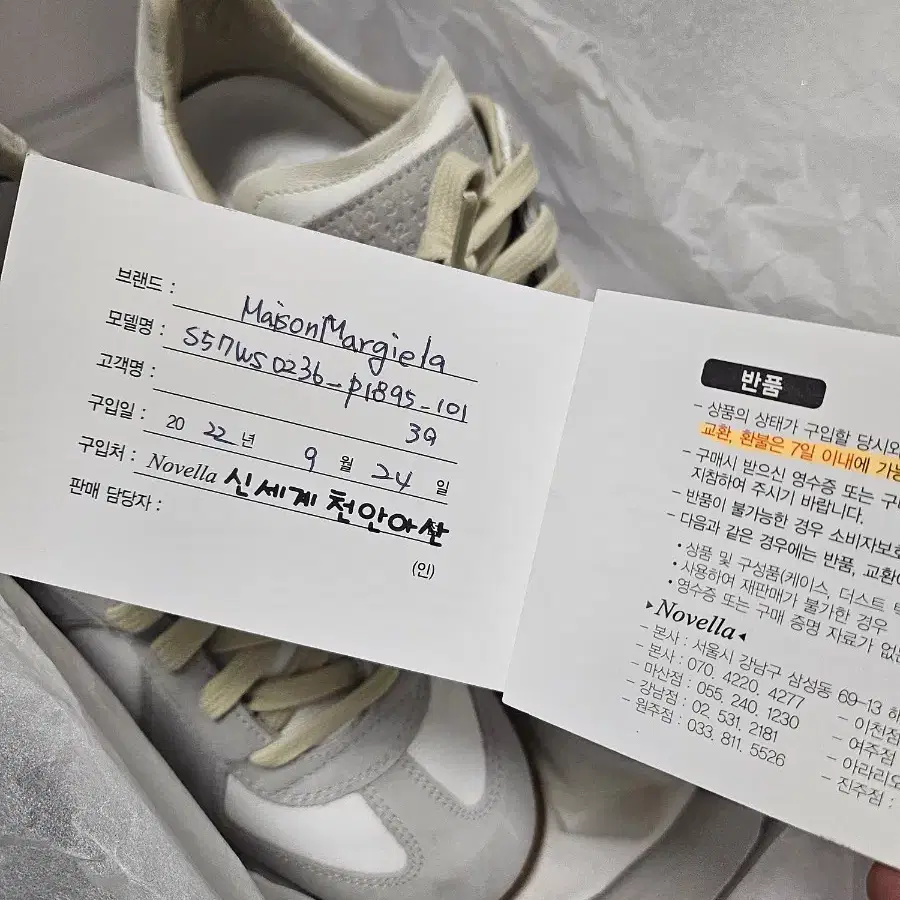 브랜드 : Maison Margiela
모델명 : S57WS0236-P1895-101
고객명 : 39
구입일 : 20 22 년 9 월 24 일
구입처 : Novella 신세계 천안아산
판매 담당자 : (인)
반품
- 상품의 상태가 구입할 당시와
교환, 환불은 7일 이내에 가능
- 구매시 받으신 영수증 또는
지참하여 주시기 바랍니다.
- 반품이 불가능한 경우 소비자보호
- 다음과 같은 경우에는 반품, 교환이
• 상품 및 구성품(케이스, 더스트
• 사용하여 재판매가 불가한 경우
• 영수증 또는 구매 증명 자료가 없는
▸Novella◂
- 본사 : 서울시 강남구 삼성동 69-13
- 본사 : 070. 4220. 4277
- 마산점 : 055. 240. 1230
- 강남점 : 02. 531. 2181
- 원주점 : 033. 811. 5526
- 이천점
- 여주점
- 아라리오
- 진주점 :